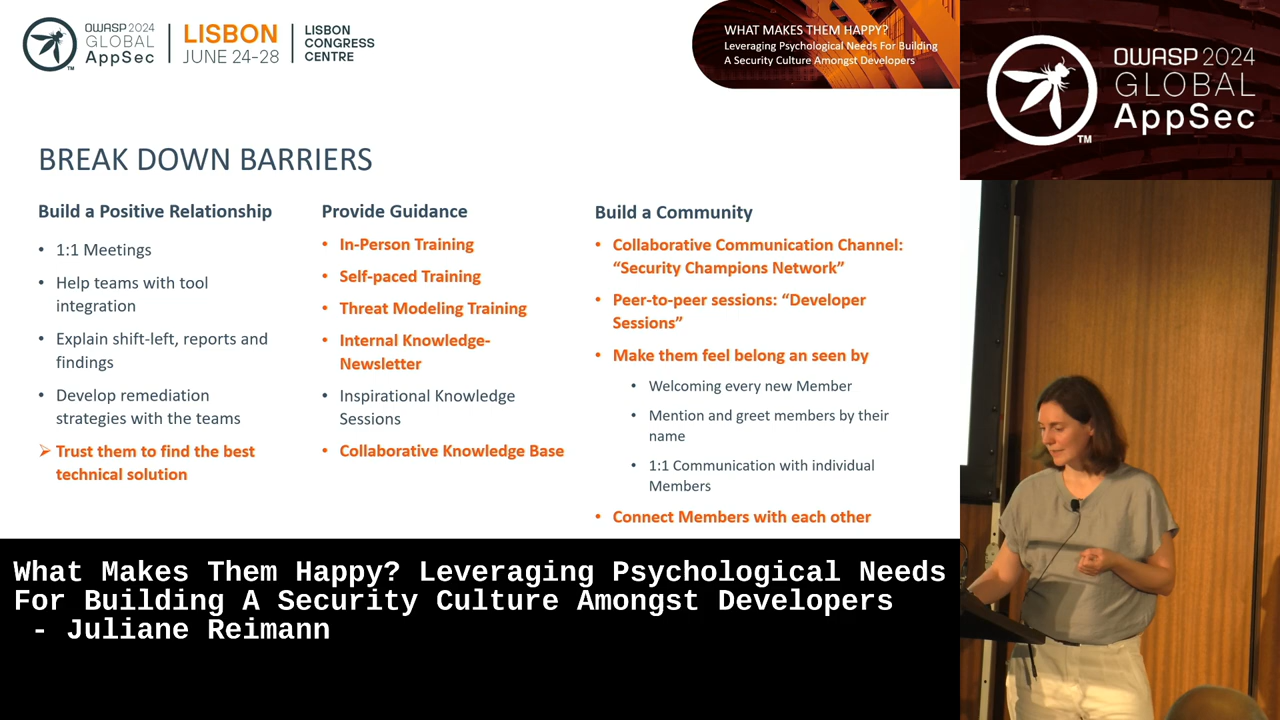 OWASP 2024
GLOBAL
AppSec
TM
LISBON
JUNE 24-28
LISBON
CONGRESS
CENTRE
WHAT MAKES THEM HAPPY?
Leveraging Psychological Needs For Building
A Security Culture Amongst Developers
OWASP 2024
GLOBAL
AppSec
TM
BREAK DOWN BARRIERS
Build a Positive Relationship
• 1:1 Meetings
• Help teams with tool
integration
• Explain shift-left, reports and
findings
• Develop remediation
strategies with the teams
➢ Trust them to find the best
technical solution
Provide Guidance
• In-Person Training
• Self-paced Training
• Threat Modeling Training
• Internal Knowledge-
Newsletter
• Inspirational Knowledge
Sessions
• Collaborative Knowledge Base
Build a Community
• Collaborative Communication Channel:
“Security Champions Network”
• Peer-to-peer sessions: “Developer
Sessions”
• Make them feel belong an seen by
• Welcoming every new Member
• Mention and greet members by their
name
• 1:1 Communication with individual
Members
• Connect Members with each other
What Makes Them Happy? Leveraging Psychological Needs
For Building A Security Culture Amongst Developers
- Juliane Reimann